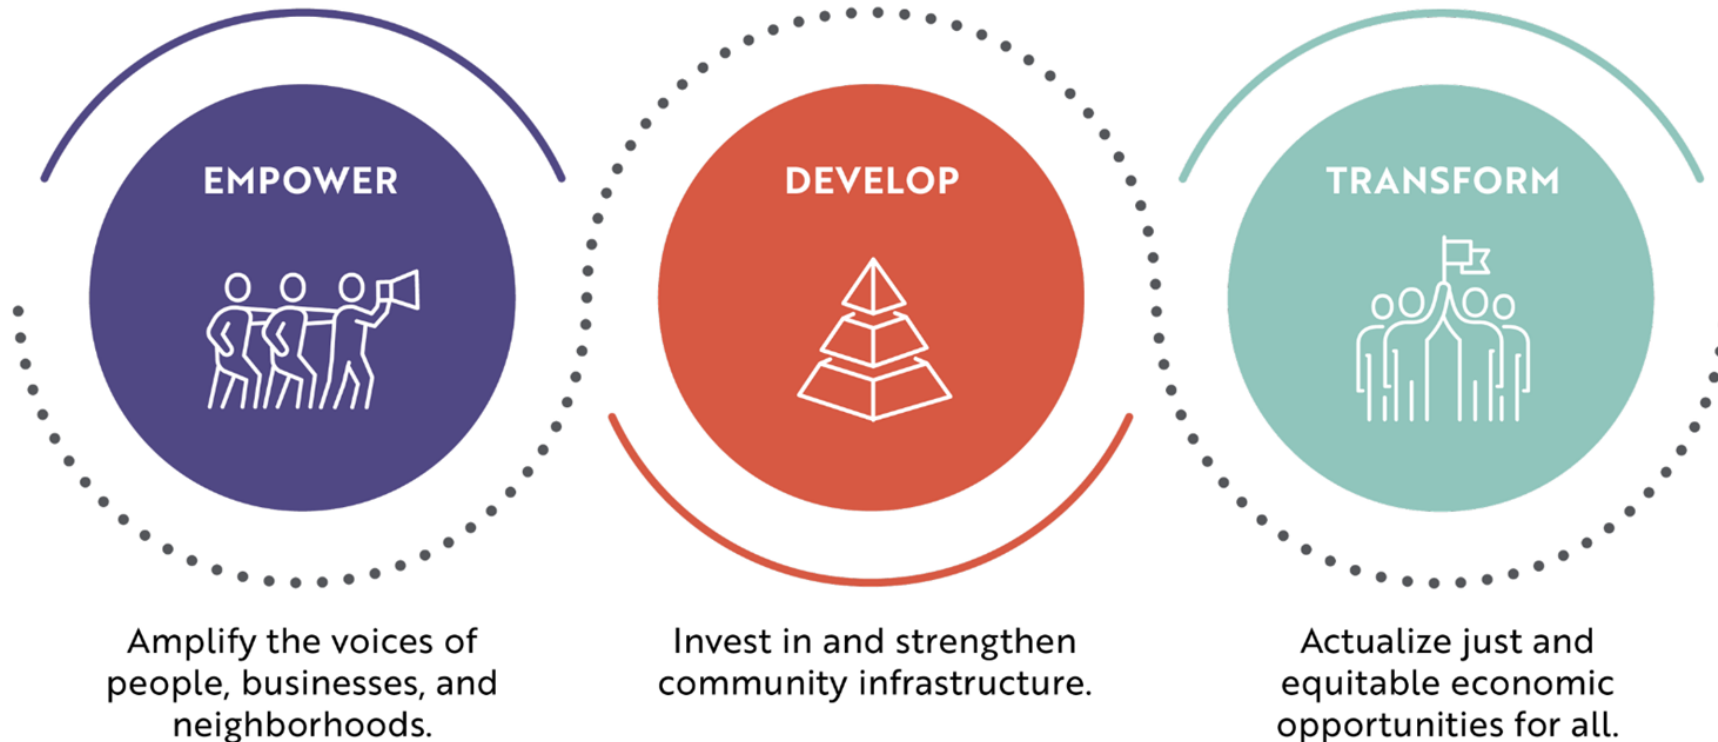 EMPOWER
DEVELOP
TRANSFORM
Amplify the voices of
people, businesses, and
neighborhoods.
Invest in and strengthen
community infrastructure.
Actualize just and
equitable economic
opportunities for all.